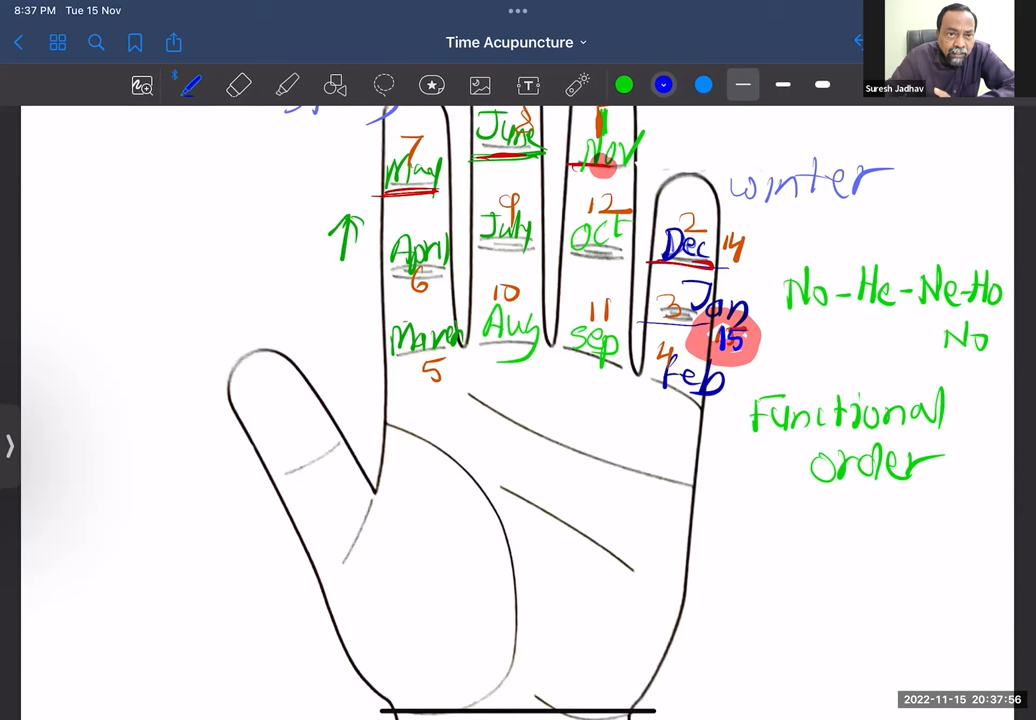 8:37 PM Tue 15 Nov
Time Acupuncture
Suresh Jadhav
7
May
April
6
March
5
June
9
July
10
Aug
1
Nov
12
Oct
11
Sep
winter
2
Dec
14
Jan
3
15
4
Feb
No-He-Ne-Ho
No
Functional
order
2022-11-15 20:37:56